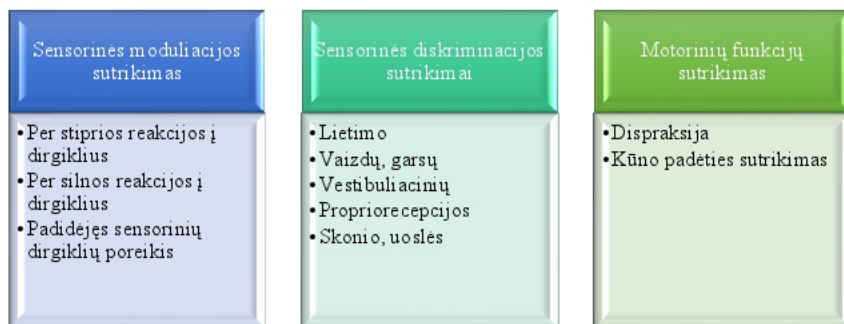 Sensorinės moduliacijos
sutrikimas
• Per stiprios reakcijos į
dirgiklius
• Per silnos reakcijos į
dirgiklius
• Padidėjęs sensorinių
dirgiklių poreikis
Sensorinės diskriminacijos
sutrikimai
• Lietimo
• Vaizdų, garsų
• Vestibuliacinių
• Propriorecepcijos
• Skonio, uoslės
Motorinių funkcijų
sutrikimas
• Dispraksija
• Kūno padėties sutrikimas